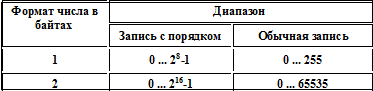 Формат числа в байтах Диапазон
Запись с порядком Обычная запись
1 0 ... 2⁸-1 0 ... 255
2 0 ... 2¹⁶-1 0 ... 65535